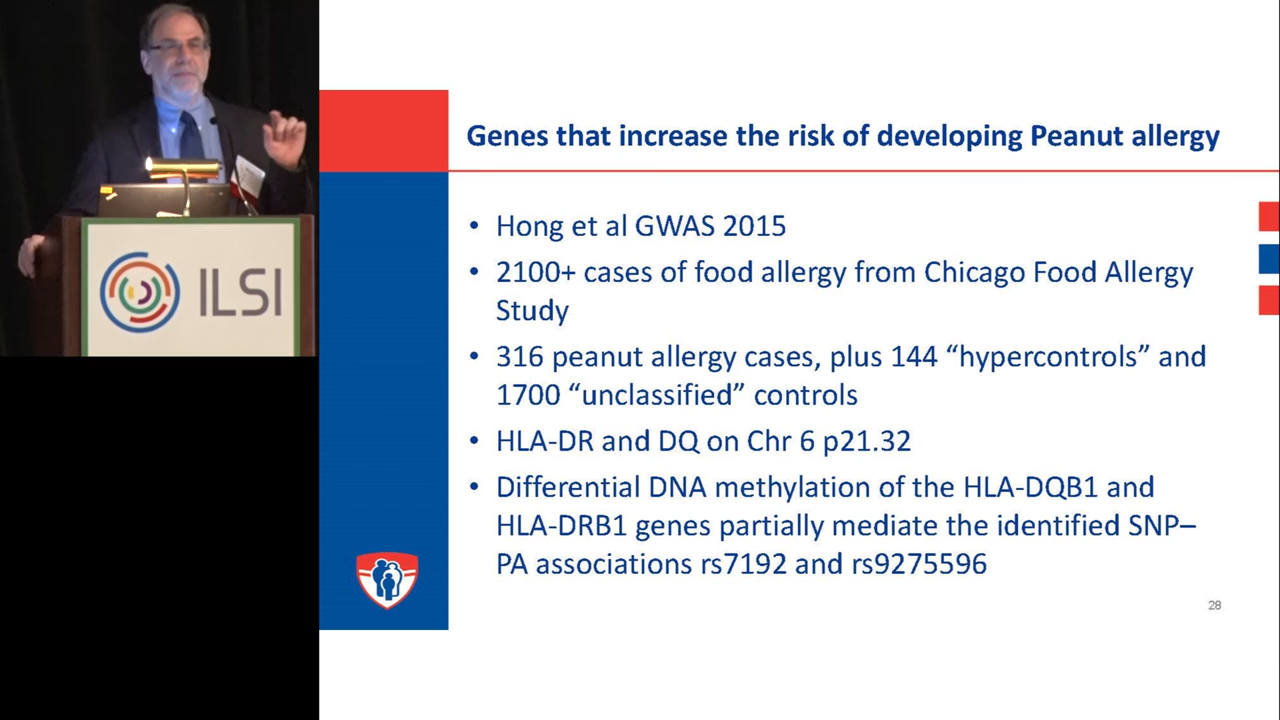 ILSI
Genes that increase the risk of developing Peanut allergy
• Hong et al GWAS 2015
• 2100+ cases of food allergy from Chicago Food Allergy
Study
• 316 peanut allergy cases, plus 144 “hypercontrols” and
1700 “unclassified” controls
• HLA-DR and DQ on Chr 6 p21.32
• Differential DNA methylation of the HLA-DQB1 and
HLA-DRB1 genes partially mediate the identified SNP–
PA associations rs7192 and rs9275596
28